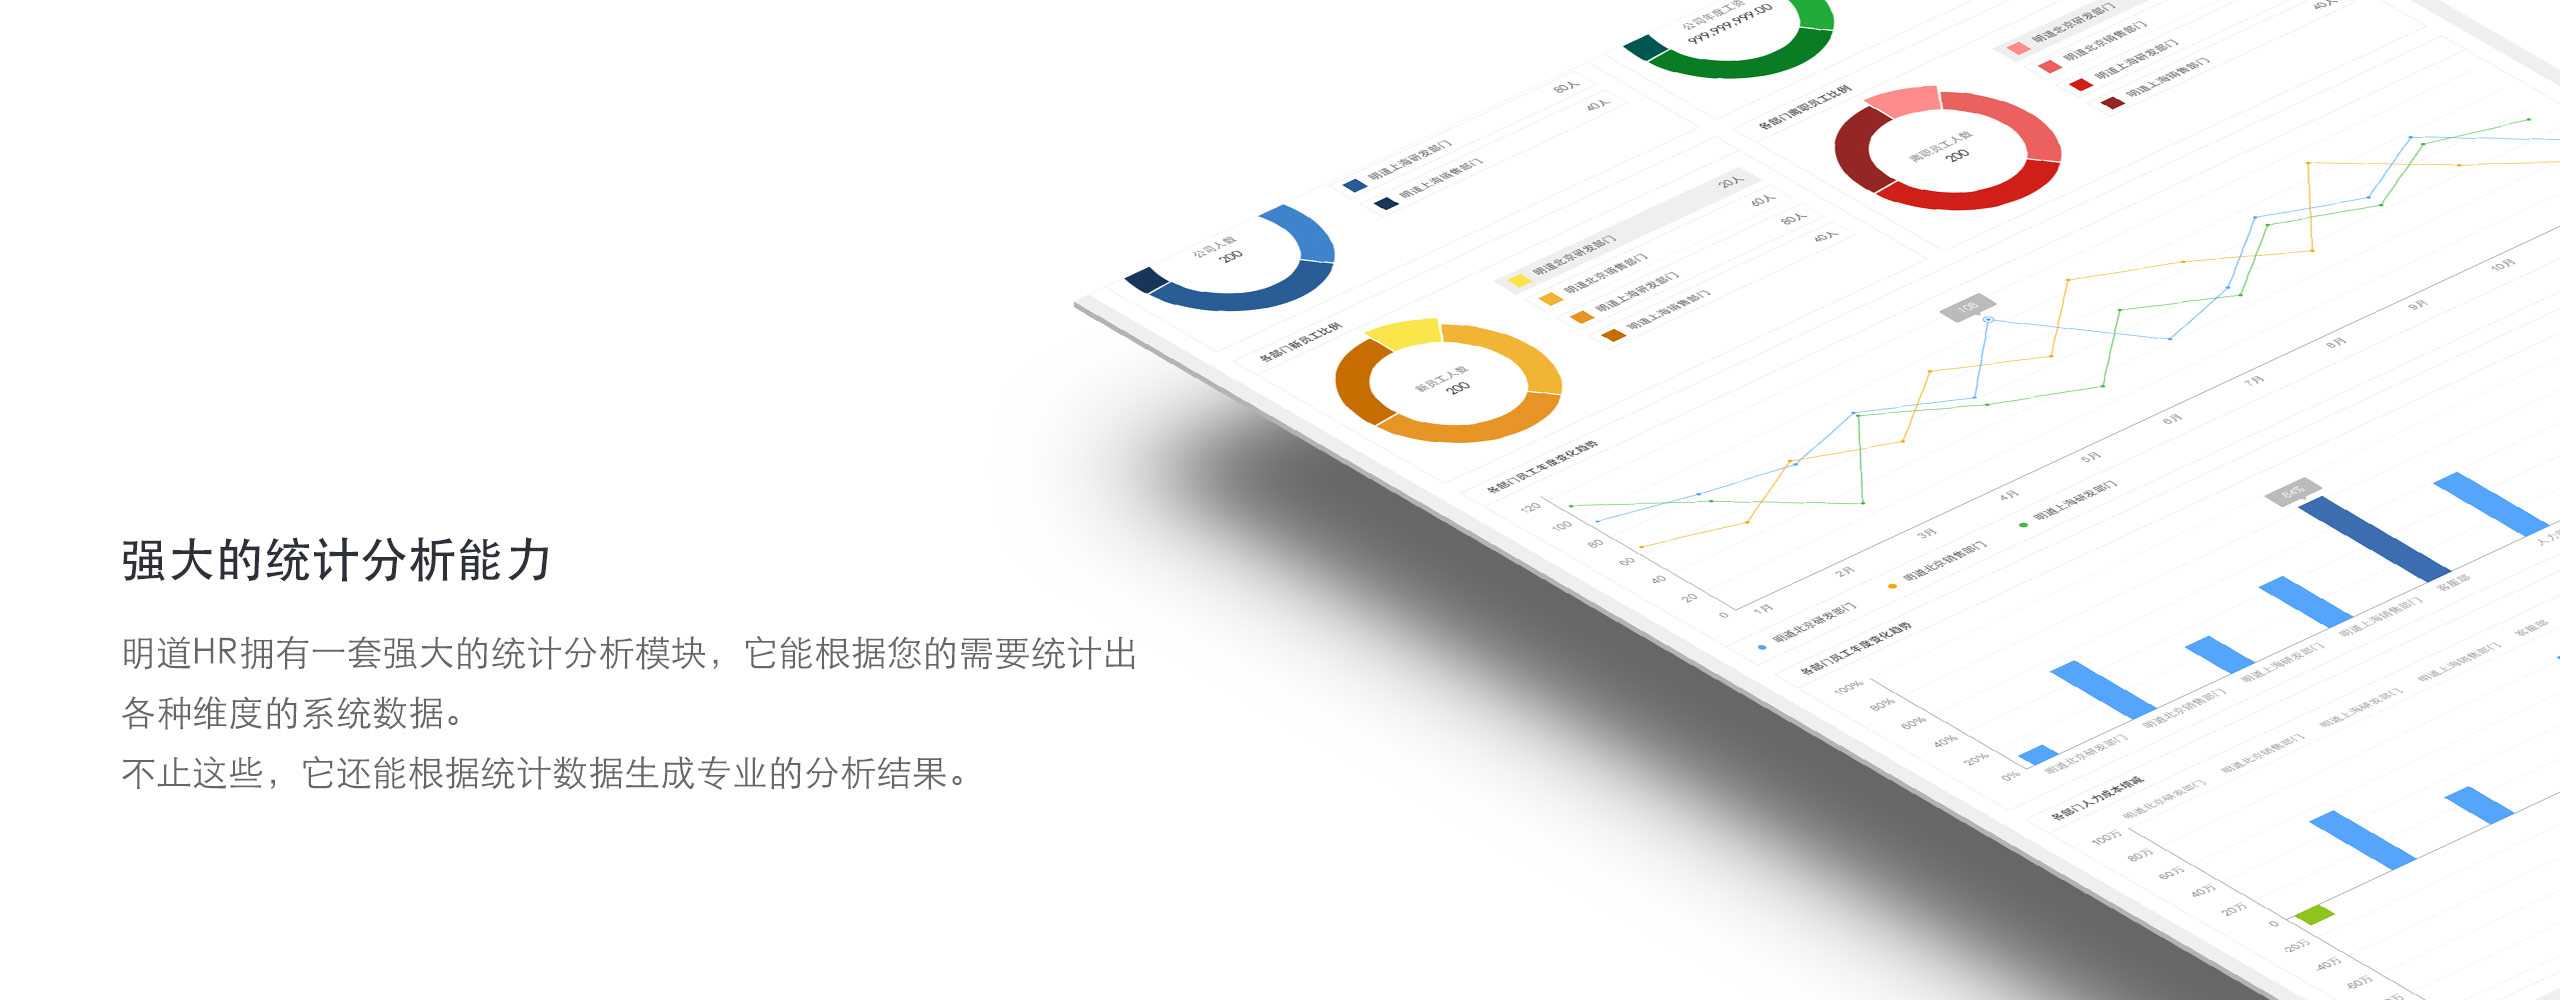 强大的统计分析能力
明道HR拥有一套强大的统计分析模块，它能根据您的需要统计出
各种维度的系统数据。
不止这些，它还能根据统计数据生成专业的分析结果。
公司年度工资
999,999,999.00
明道北京研发部门
40人
明道北京销售部门
明道上海研发部门
明道上海销售部门
80人
40人
明道上海研发部门
明道上海销售部门
公司人数
200
各部门离职员工比例
离职员工人数
200
各部门新员工比例
新员工人数
200
明道北京研发部门 20人
明道北京销售部门 60人
明道上海研发部门 80人
明道上海销售部门 40人
各部门员工年度变化趋势
120
100
80
60
40
20
0
108
1月 2月 3月 4月 5月 6月 7月 8月 9月 10月
明道北京研发部门 明道北京销售部门 明道上海研发部门
各部门员工年度变化趋势
100%
80%
60%
40%
20%
0%
84%
明道北京研发部门 明道北京销售部门 明道上海研发部门 明道上海销售部门 客服部
各部门人力成本增减
明道北京研发部门 明道北京销售部门 明道上海研发部门 明道上海销售部门 客服部
100万
80万
60万
40万
20万
0
-20万
-40万
-60万